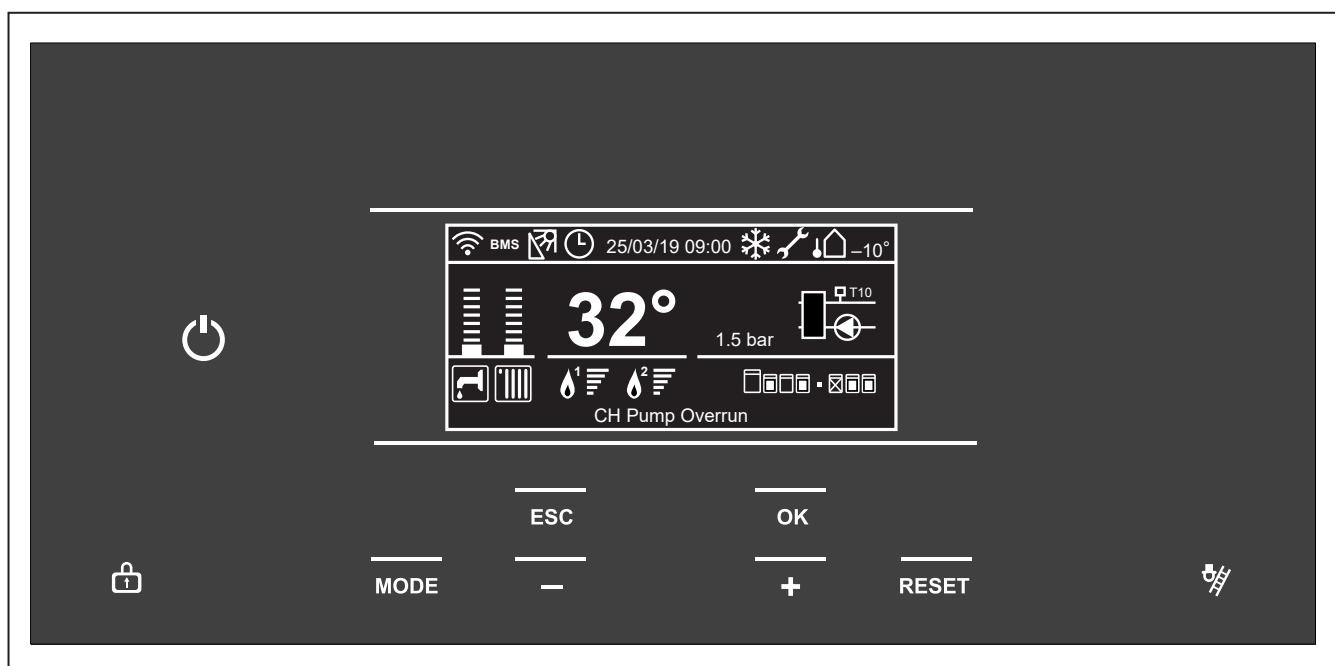 BMS 25/03/19 09:00 –10°
32° 1.5 bar T10
1 2
CH Pump Overrun
ESC OK
MODE – + RESET